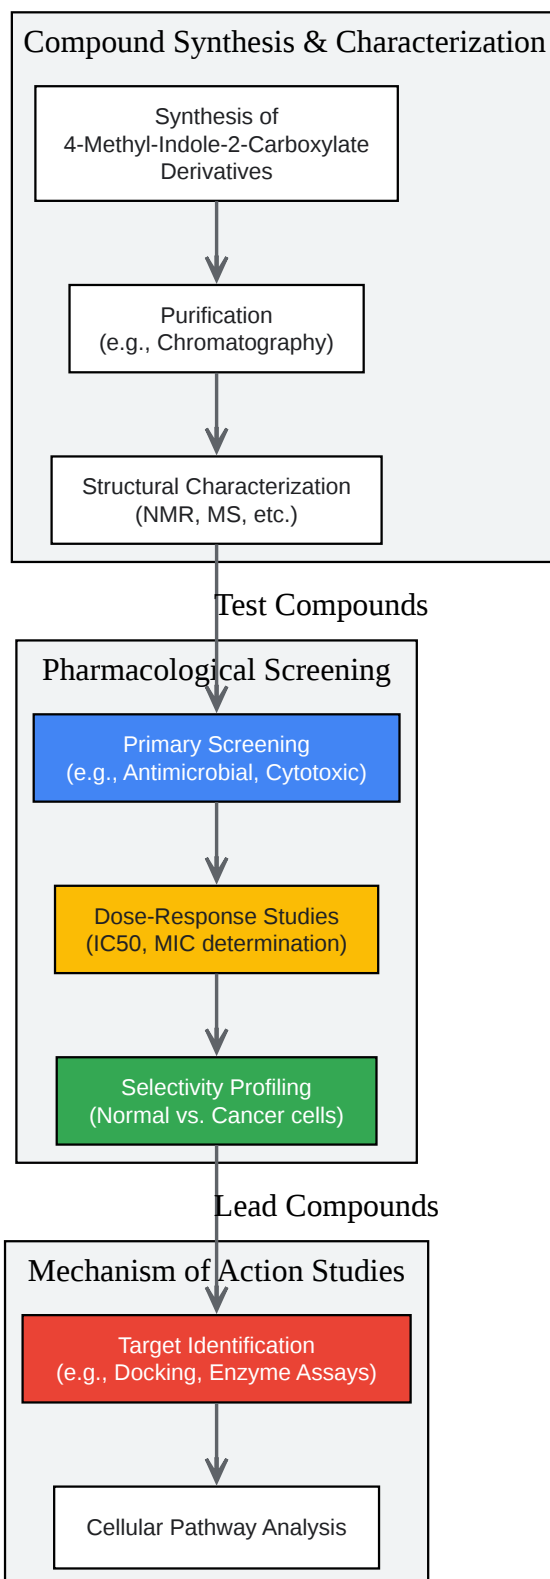 Compound Synthesis & Characterization
Synthesis of
4-Methyl-Indole-2-Carboxylate
Derivatives
Purification
(e.g., Chromatography)
Structural Characterization
(NMR, MS, etc.)
Test Compounds
Pharmacological Screening
Primary Screening
(e.g., Antimicrobial, Cytotoxic)
Dose-Response Studies
(IC50, MIC determination)
Selectivity Profiling
(Normal vs. Cancer cells)
Lead Compounds
Mechanism of Action Studies
Target Identification
(e.g., Docking, Enzyme Assays)
Cellular Pathway Analysis